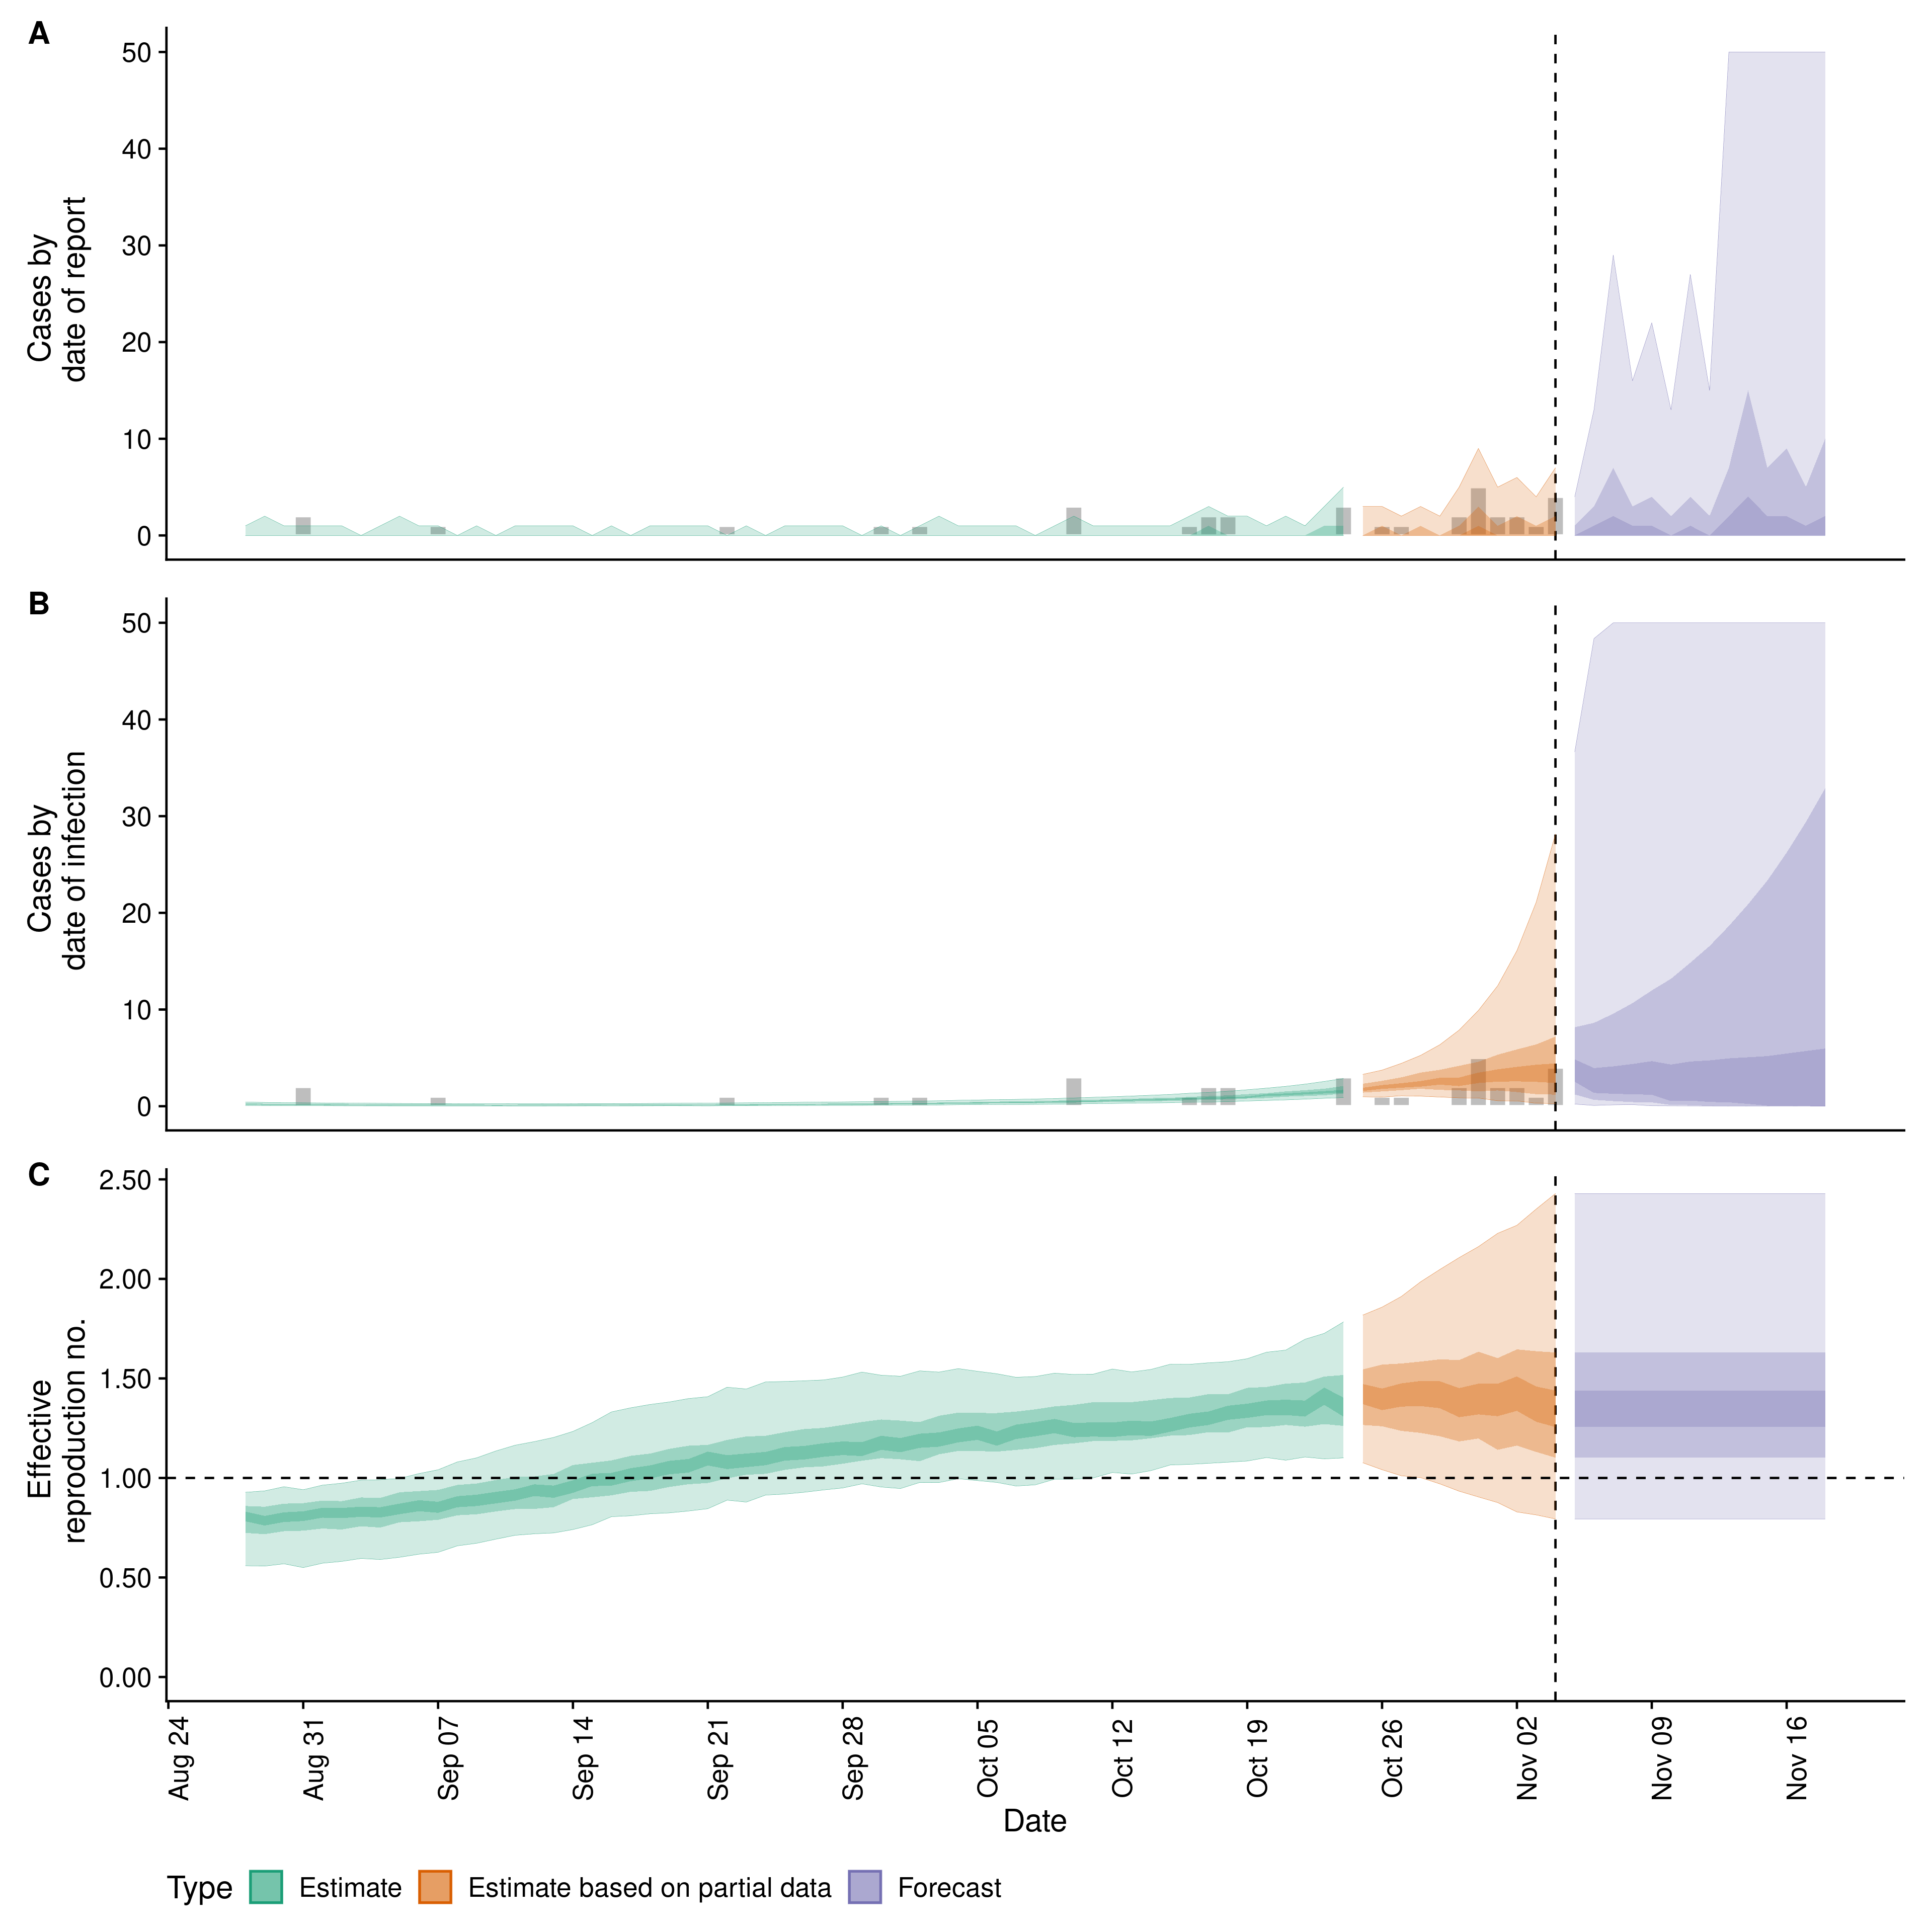 A
50
40
30
20
10
0
Cases by
date of report
B
50
40
30
20
10
0
Cases by
date of infection
C
2.50
2.00
1.50
1.00
0.50
0.00
Effective
reproduction no.
Aug 24
Aug 31
Sep 07
Sep 14
Sep 21
Sep 28
Oct 05
Oct 12
Oct 19
Oct 26
Nov 02
Nov 09
Nov 16
Date
Type Estimate Estimate based on partial data Forecast